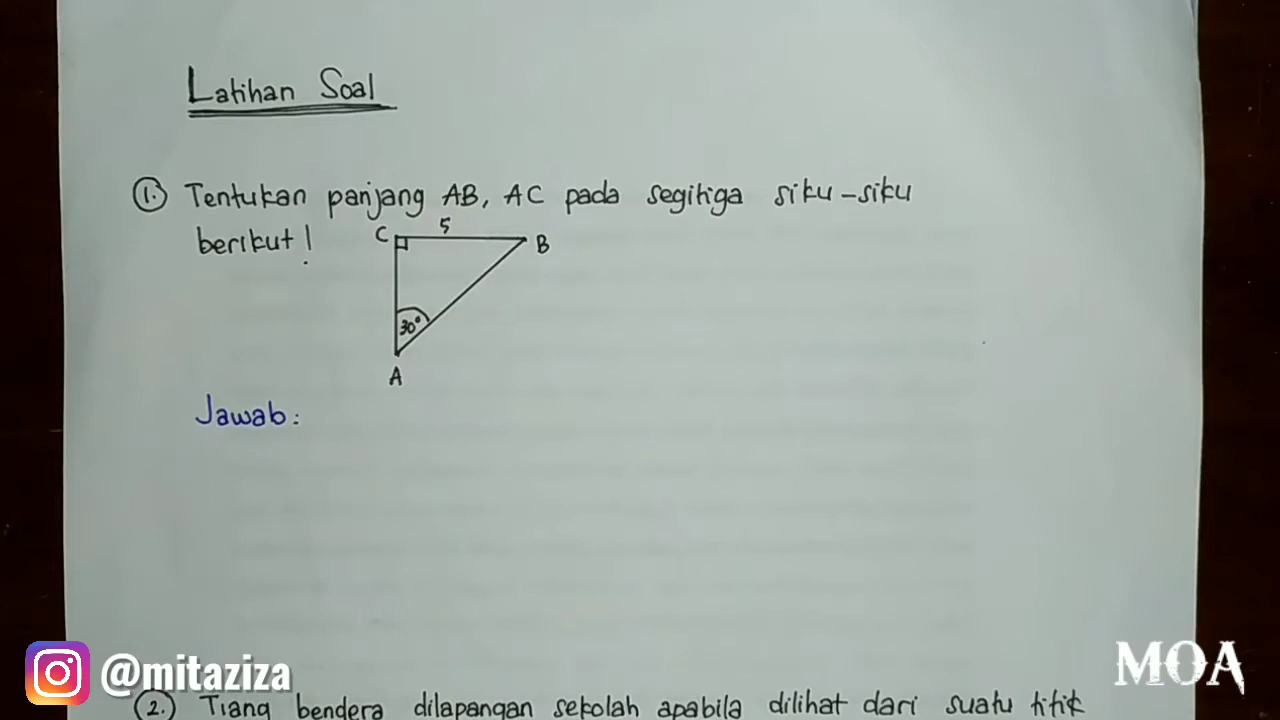 Latihan Soal
1. Tentukan panjang AB, AC pada segitiga siku-siku
berikut!
C 5 B
30°
A
Jawab:
@mitaziza
MOA
2. Tiang bendera dilapangan sekolah apabila dilihat dari suatu titik